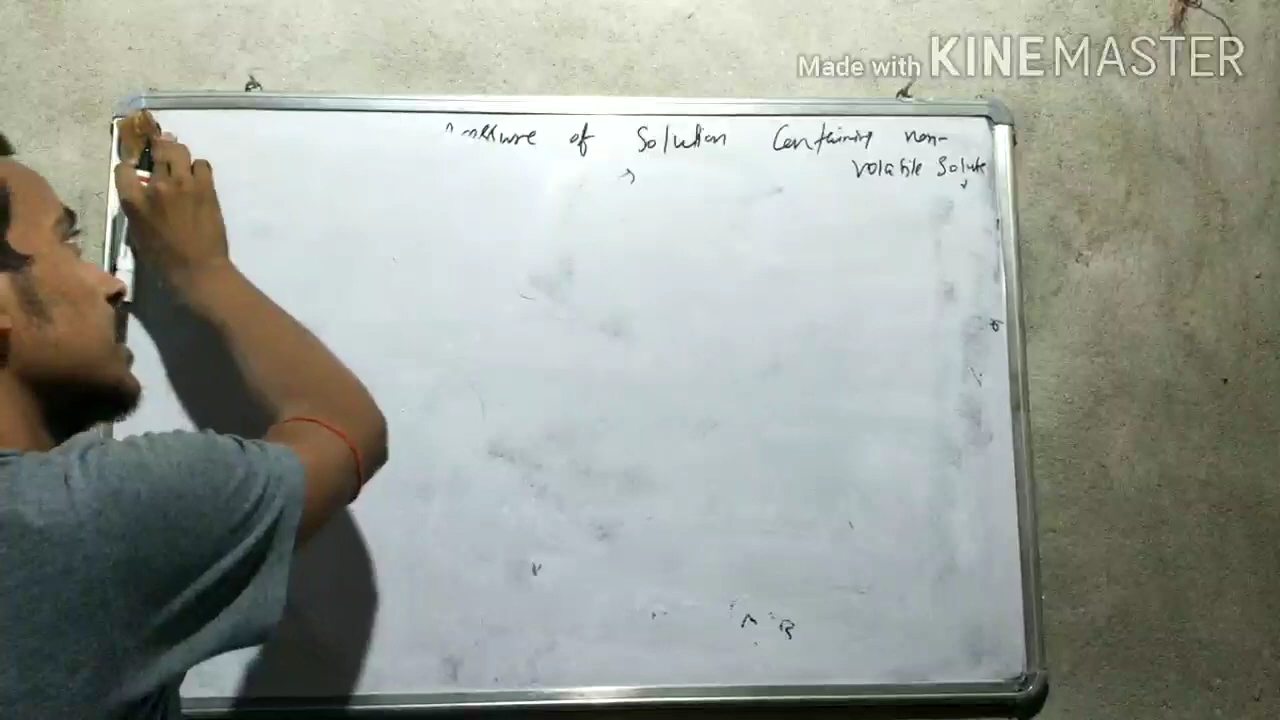 Made with KINEMASTER
of Solution Containing non-
volatile Solute
A B